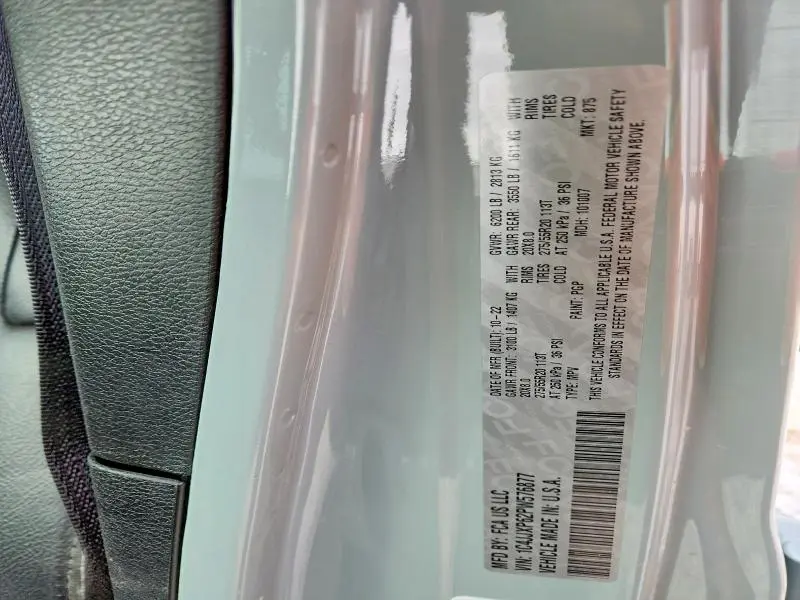 MFD BY: FCA US LLC
DATE OF MFR (BUILT): 10-22
GVWR: 6200 LB / 2813 KG
GAWR FRONT: 3100 LB / 1407 KG WITH
GAWR REAR: 3550 LB / 1611 KG WITH
20X8.0 RIMS
20X8.0 RIMS
275/55R20 113T TIRES
275/55R20 113T TIRES
AT 250 kPa / 36 PSI COLD
AT 250 kPa / 36 PSI COLD
VIN: 1C4JJXP62PW576877
TYPE: MPV
PAINT: PGP
MDH: 101007
MKT: 875
VEHICLE MADE IN: U.S.A.
THIS VEHICLE CONFORMS TO ALL APPLICABLE U.S.A. FEDERAL MOTOR VEHICLE SAFETY
STANDARDS IN EFFECT ON THE DATE OF MANUFACTURE SHOWN ABOVE.